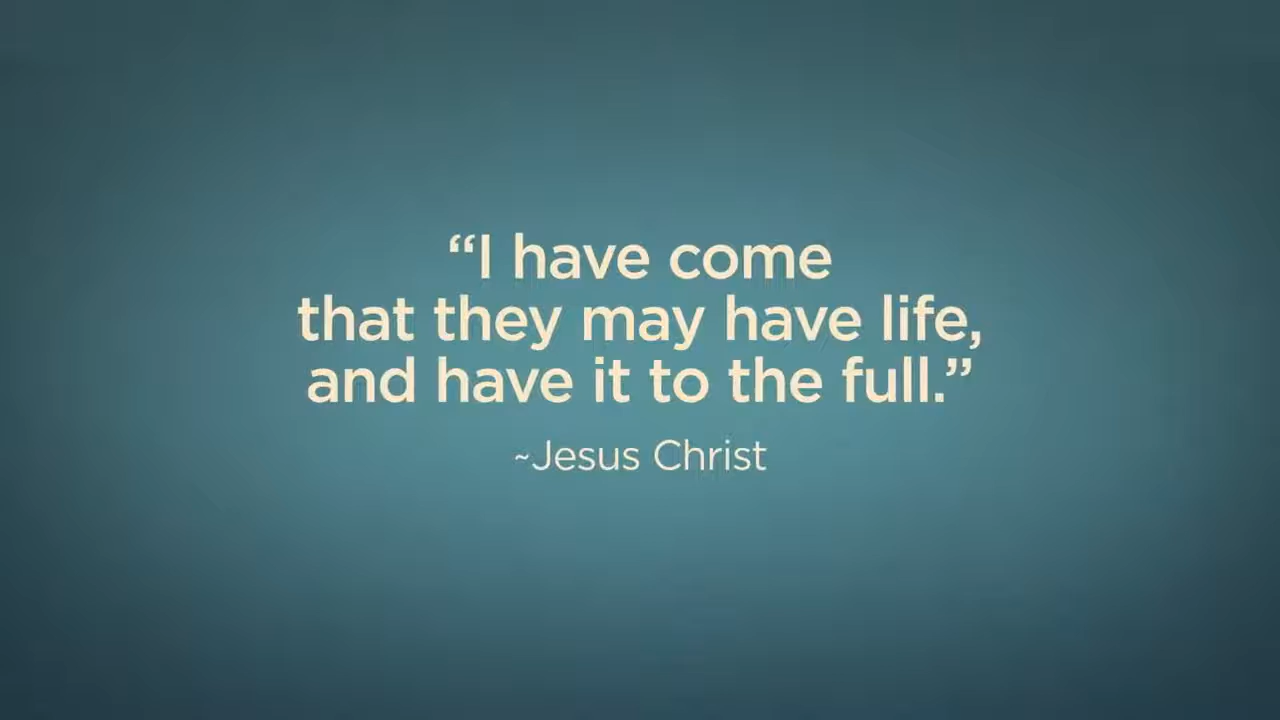 “I have come
that they may have life,
and have it to the full.”
~Jesus Christ